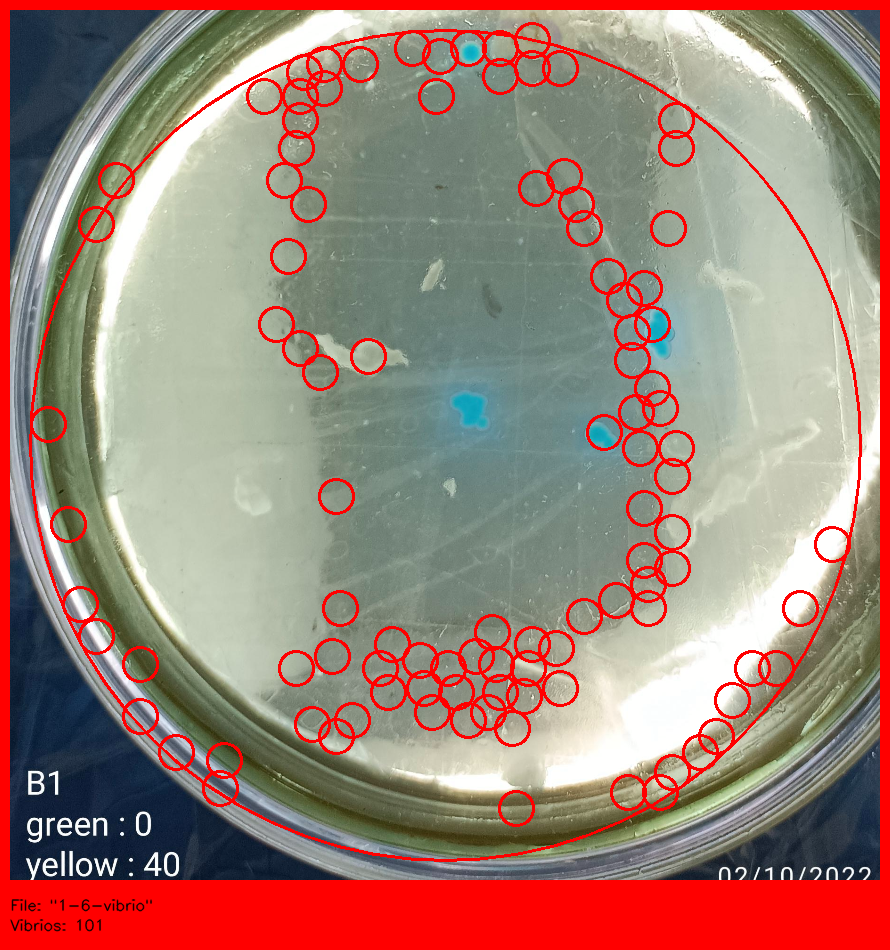 B1
green : 0
yellow : 40
02/10/2022
File: "1-6-vibrio"
Vibrios: 101